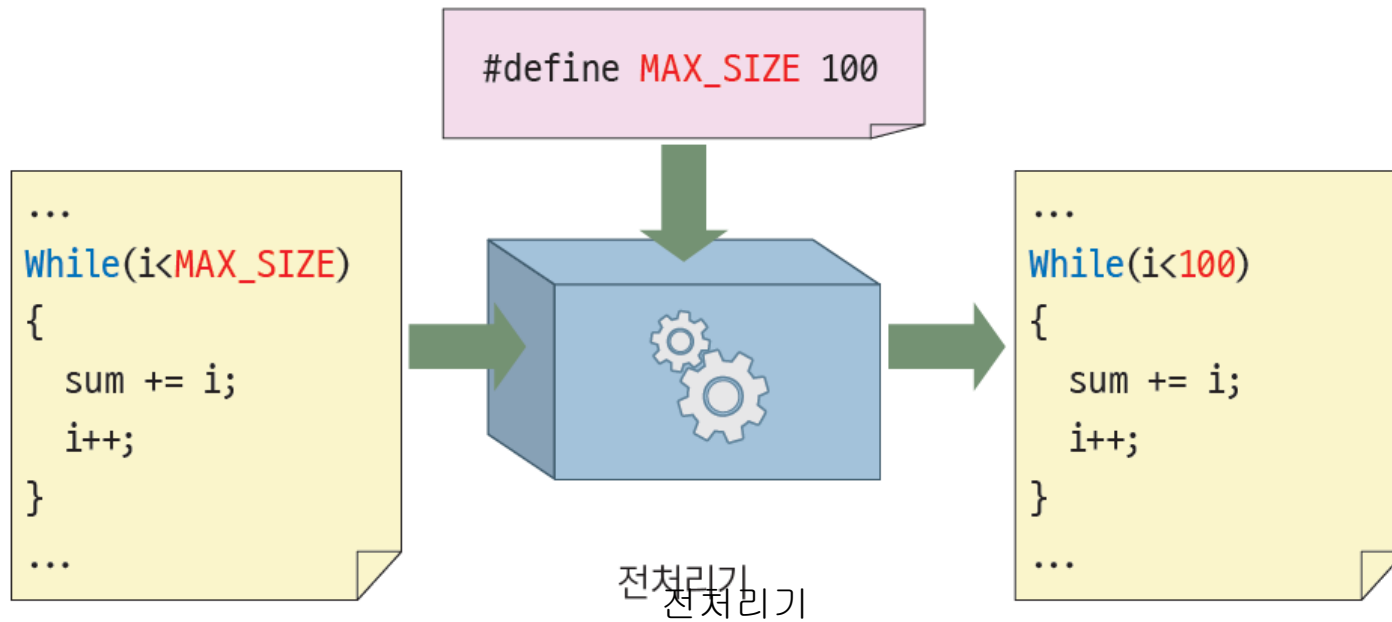 #define MAX_SIZE 100
...
While(i<MAX_SIZE)
{
sum += i;
i++;
}
...
...
While(i<100)
{
sum += i;
i++;
}
...
전처리기
전처리기